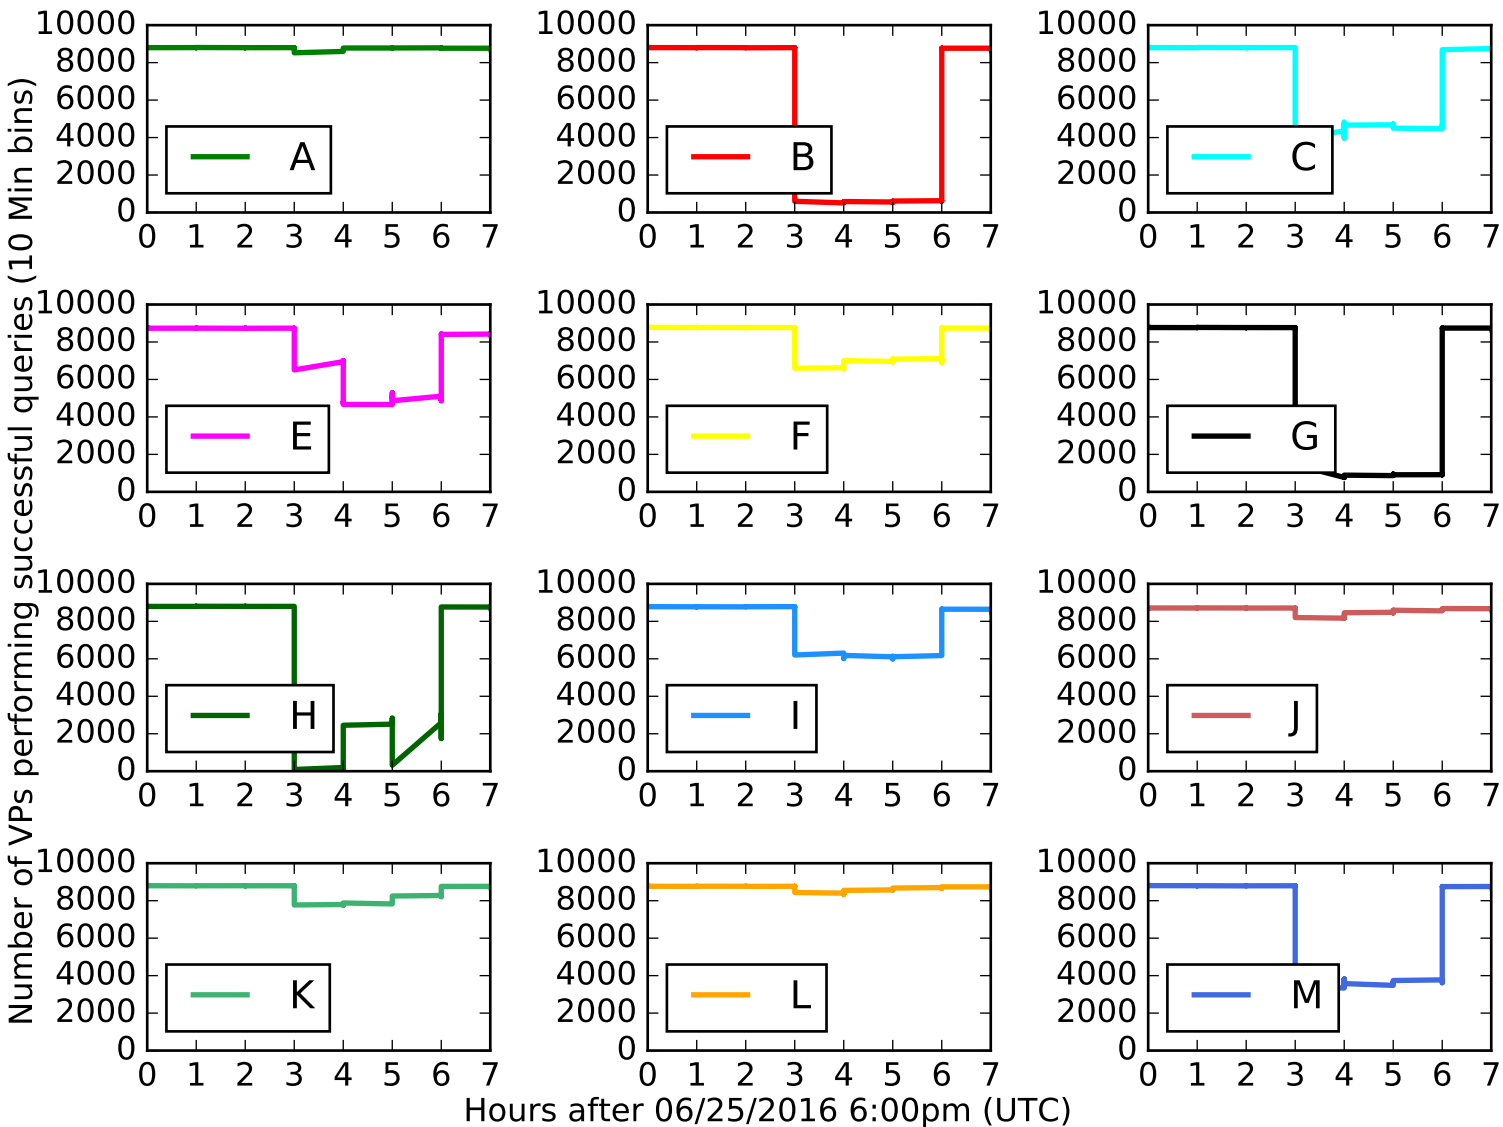 Number of VPs performing successful queries (10 Min bins)
10000 8000 6000 4000 2000 0
A
0 1 2 3 4 5 6 7
10000 8000 6000 4000 2000 0
B
0 1 2 3 4 5 6 7
10000 8000 6000 4000 2000 0
C
0 1 2 3 4 5 6 7
10000 8000 6000 4000 2000 0
E
0 1 2 3 4 5 6 7
10000 8000 6000 4000 2000 0
F
0 1 2 3 4 5 6 7
10000 8000 6000 4000 2000 0
G
0 1 2 3 4 5 6 7
10000 8000 6000 4000 2000 0
H
0 1 2 3 4 5 6 7
10000 8000 6000 4000 2000 0
I
0 1 2 3 4 5 6 7
10000 8000 6000 4000 2000 0
J
0 1 2 3 4 5 6 7
10000 8000 6000 4000 2000 0
K
0 1 2 3 4 5 6 7
10000 8000 6000 4000 2000 0
L
0 1 2 3 4 5 6 7
10000 8000 6000 4000 2000 0
M
0 1 2 3 4 5 6 7
Hours after 06/25/2016 6:00pm (UTC)